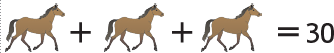 + + = 30